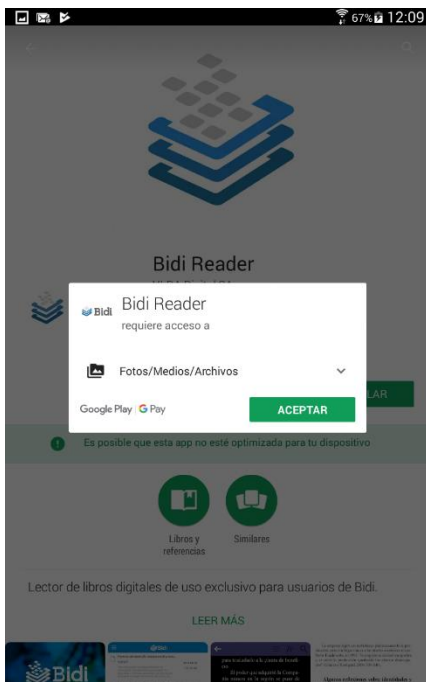 67% 12:09
Bidi Reader
Bidi
Bidi Reader
requiere acceso a
Fotos/Medios/Archivos
Google Play | G Pay
ACEPTAR
LAR
Es posible que esta app no esté optimizada para tu dispositivo
Libros y
referencias
Similares
Lector de libros digitales de uso exclusivo para usuarios de Bidi.
LEER MÁS
Bidi